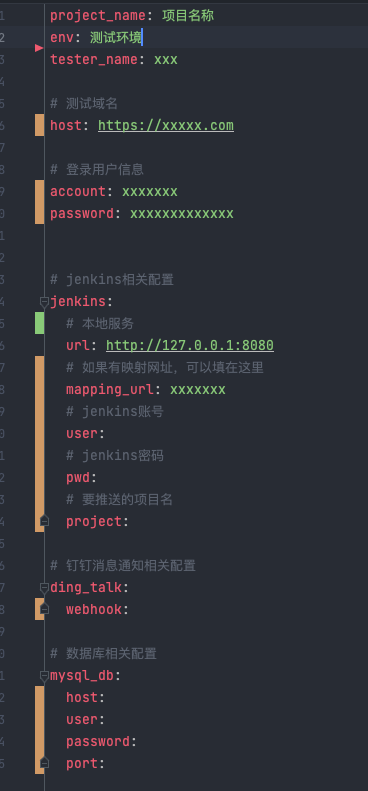 project_name: 项目名称
env: 测试环境
tester_name: xxx
# 测试域名
host: https://xxxxx.com
# 登录用户信息
account: xxxxxxx
password: xxxxxxxxxxxxx
# jenkins相关配置
jenkins:
# 本地服务
url: http://127.0.0.1:8080
# 如果有映射网址，可以填在这里
mapping_url: xxxxxxx
# jenkins账号
user:
# jenkins密码
pwd:
# 要推送的项目名
project:
# 钉钉消息通知相关配置
ding_talk:
webhook:
# 数据库相关配置
mysql_db:
host:
user:
password:
port: